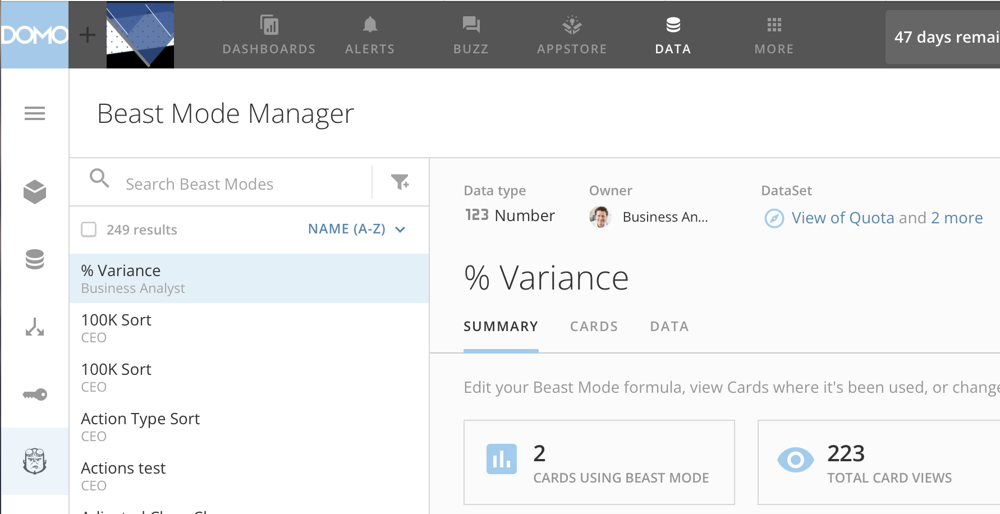 DOMO
DASHBOARDS
ALERTS
BUZZ
APPSTORE
DATA
MORE
47 days remai
Beast Mode Manager
Search Beast Modes
249 results
NAME (A-Z)
% Variance
Business Analyst
100K Sort
CEO
100K Sort
CEO
Action Type Sort
CEO
Actions test
CEO
Data type
123 Number
Owner
Business An...
DataSet
View of Quota and 2 more
% Variance
SUMMARY
CARDS
DATA
Edit your Beast Mode formula, view Cards where it's been used, or change
2
CARDS USING BEAST MODE
223
TOTAL CARD VIEWS